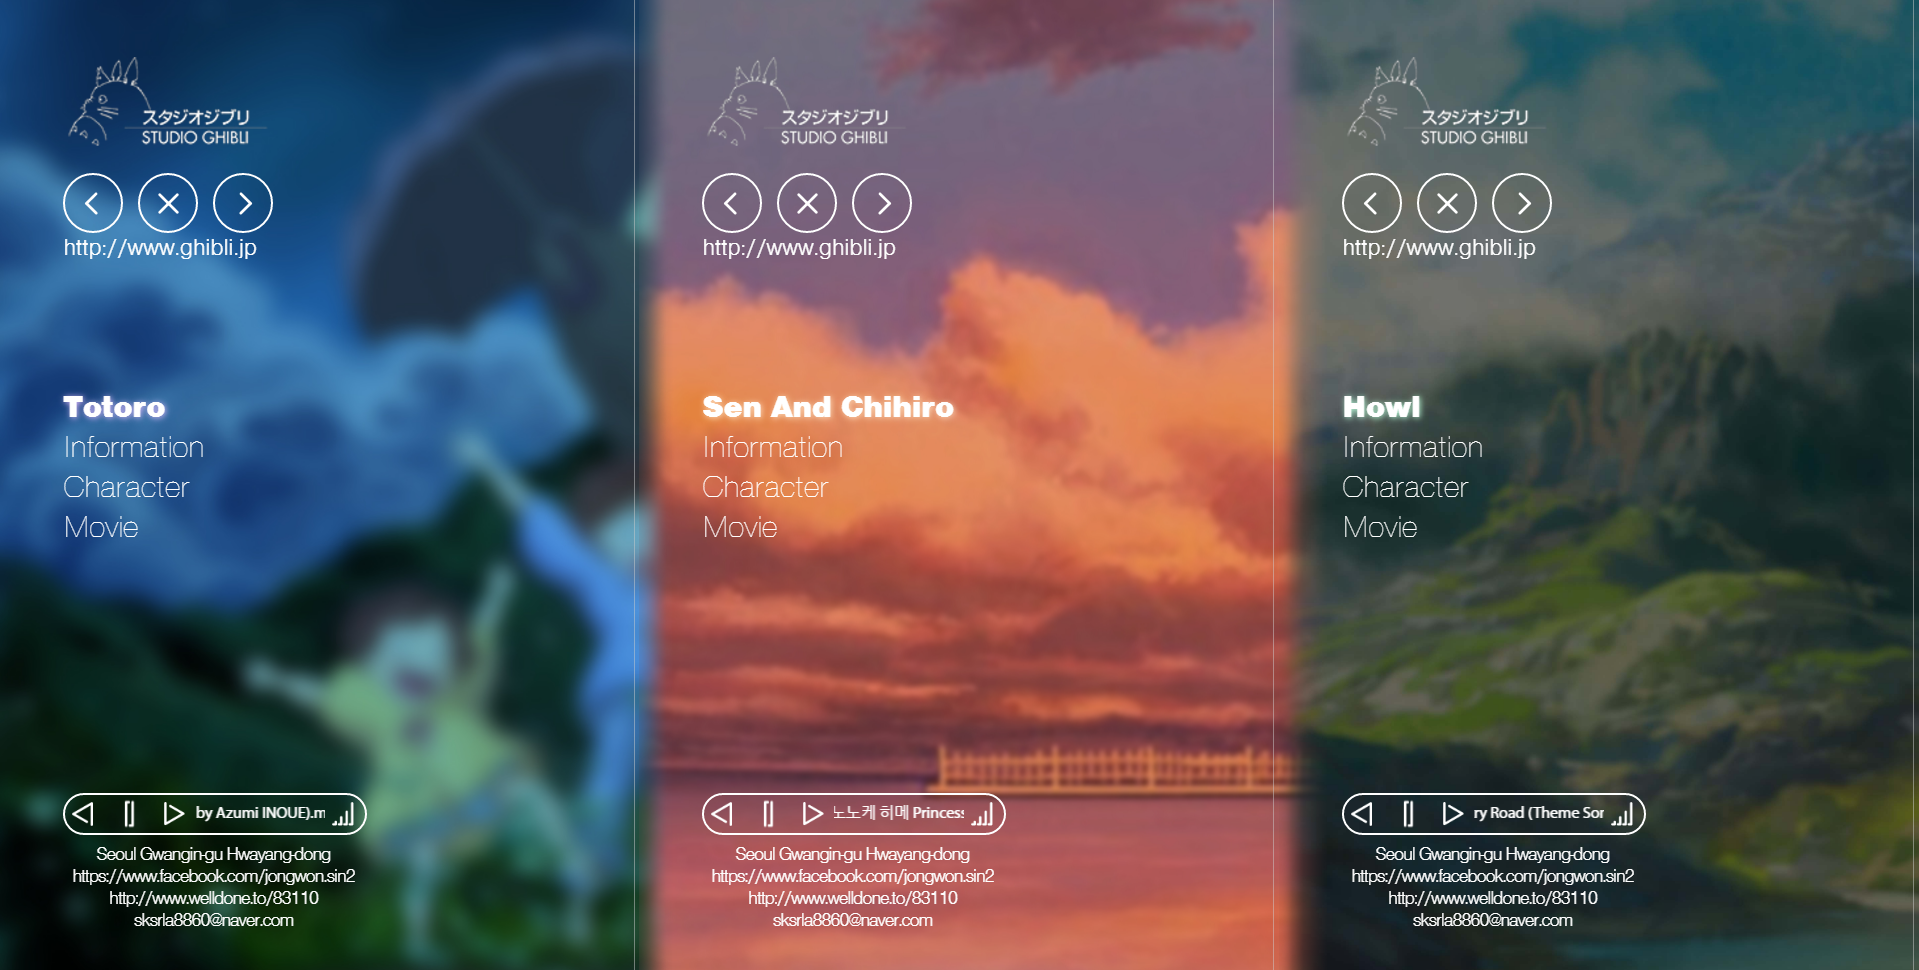 スタジオジブリ
STUDIO GHIBLI
http://www.ghibli.jp
Totoro
Information
Character
Movie
by Azumi INOUE).m
Seoul Gwangin-gu Hwayang-dong
https://www.facebook.com/jongwon.sin2
http://www.welldone.to/83110
sksrla8860@naver.com
スタジオジブリ
STUDIO GHIBLI
http://www.ghibli.jp
Sen And Chihiro
Information
Character
Movie
노노케 히메 Princess
Seoul Gwangin-gu Hwayang-dong
https://www.facebook.com/jongwon.sin2
http://www.welldone.to/83110
sksrla8860@naver.com
スタジオジブリ
STUDIO GHIBLI
http://www.ghibli.jp
Howl
Information
Character
Movie
ry Road (Theme Sor
Seoul Gwangin-gu Hwayang-dong
https://www.facebook.com/jongwon.sin2
http://www.welldone.to/83110
sksrla8860@naver.com